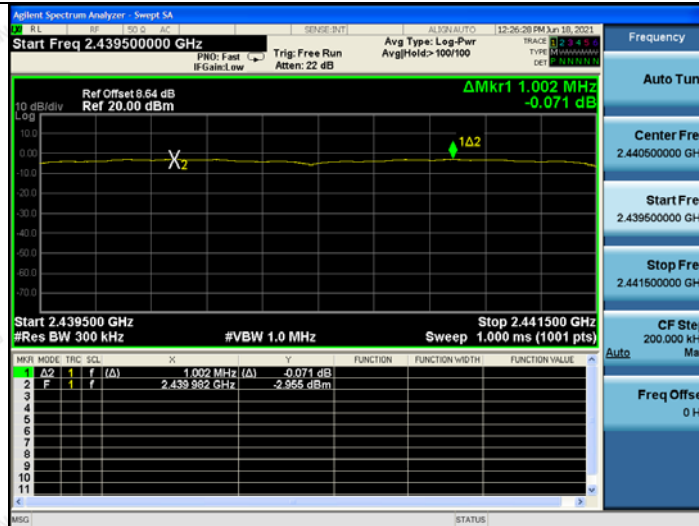 Agilent Spectrum Analyzer - Swept SA
RL RF 50 Ω AC SENSE:INT ALIGN AUTO 12:26:28 PM Jun 18, 2021
Start Freq 2.439500000 GHz
PNO: Fast
IFGain:Low
Trig: Free Run
Atten: 22 dB
Avg Type: Log-Pwr
Avg|Hold:> 100/100
TRACE 1 2 3 4 5 6
TYPE M
DET P N N N N N
Ref Offset 8.64 dB
10 dB/div Ref 20.00 dBm
Log
ΔMkr1 1.002 MHz
-0.071 dB
10.0
0.00
-10.0
-20.0
-30.0
-40.0
-50.0
-60.0
-70.0
X2
1Δ2
Start 2.439500 GHz Stop 2.441500 GHz
#Res BW 300 kHz #VBW 1.0 MHz Sweep 1.000 ms (1001 pts)
MKR MODE TRC SCL X Y FUNCTION FUNCTION WIDTH FUNCTION VALUE
1 Δ2 1 f (Δ) 1.002 MHz (Δ) -0.071 dB
2 F 1 f 2.439 982 GHz -2.955 dBm
3
4
5
6
7
8
9
10
11
MSG STATUS
Frequency
Auto Tun
Center Fre
2.440500000 GH
Start Fre
2.439500000 GH
Stop Fre
2.441500000 GH
CF Ste
200.000 kH
Auto Ma
Freq Offse
0 H